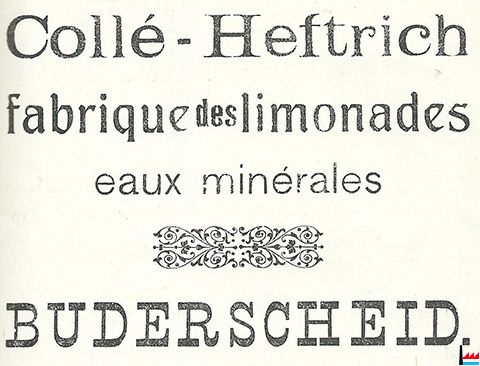 Collé - Heftrich
fabrique des limonades
eaux minérales
BUDERSCHEID.